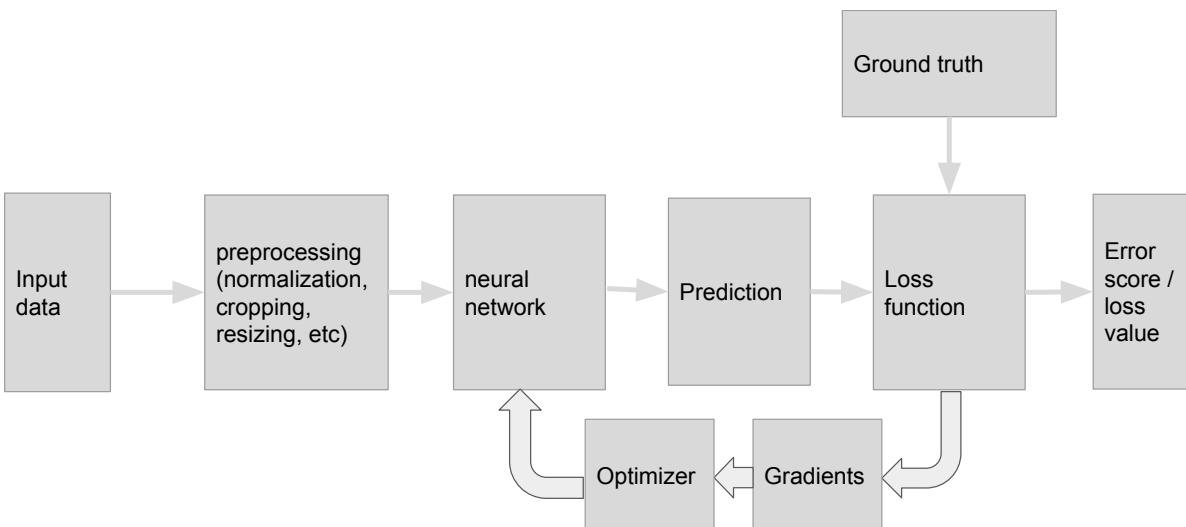 Ground truth
Input
data
preprocessing
(normalization,
cropping,
resizing, etc)
neural
network
Prediction
Loss
function
Error
score /
loss
value
Optimizer
Gradients